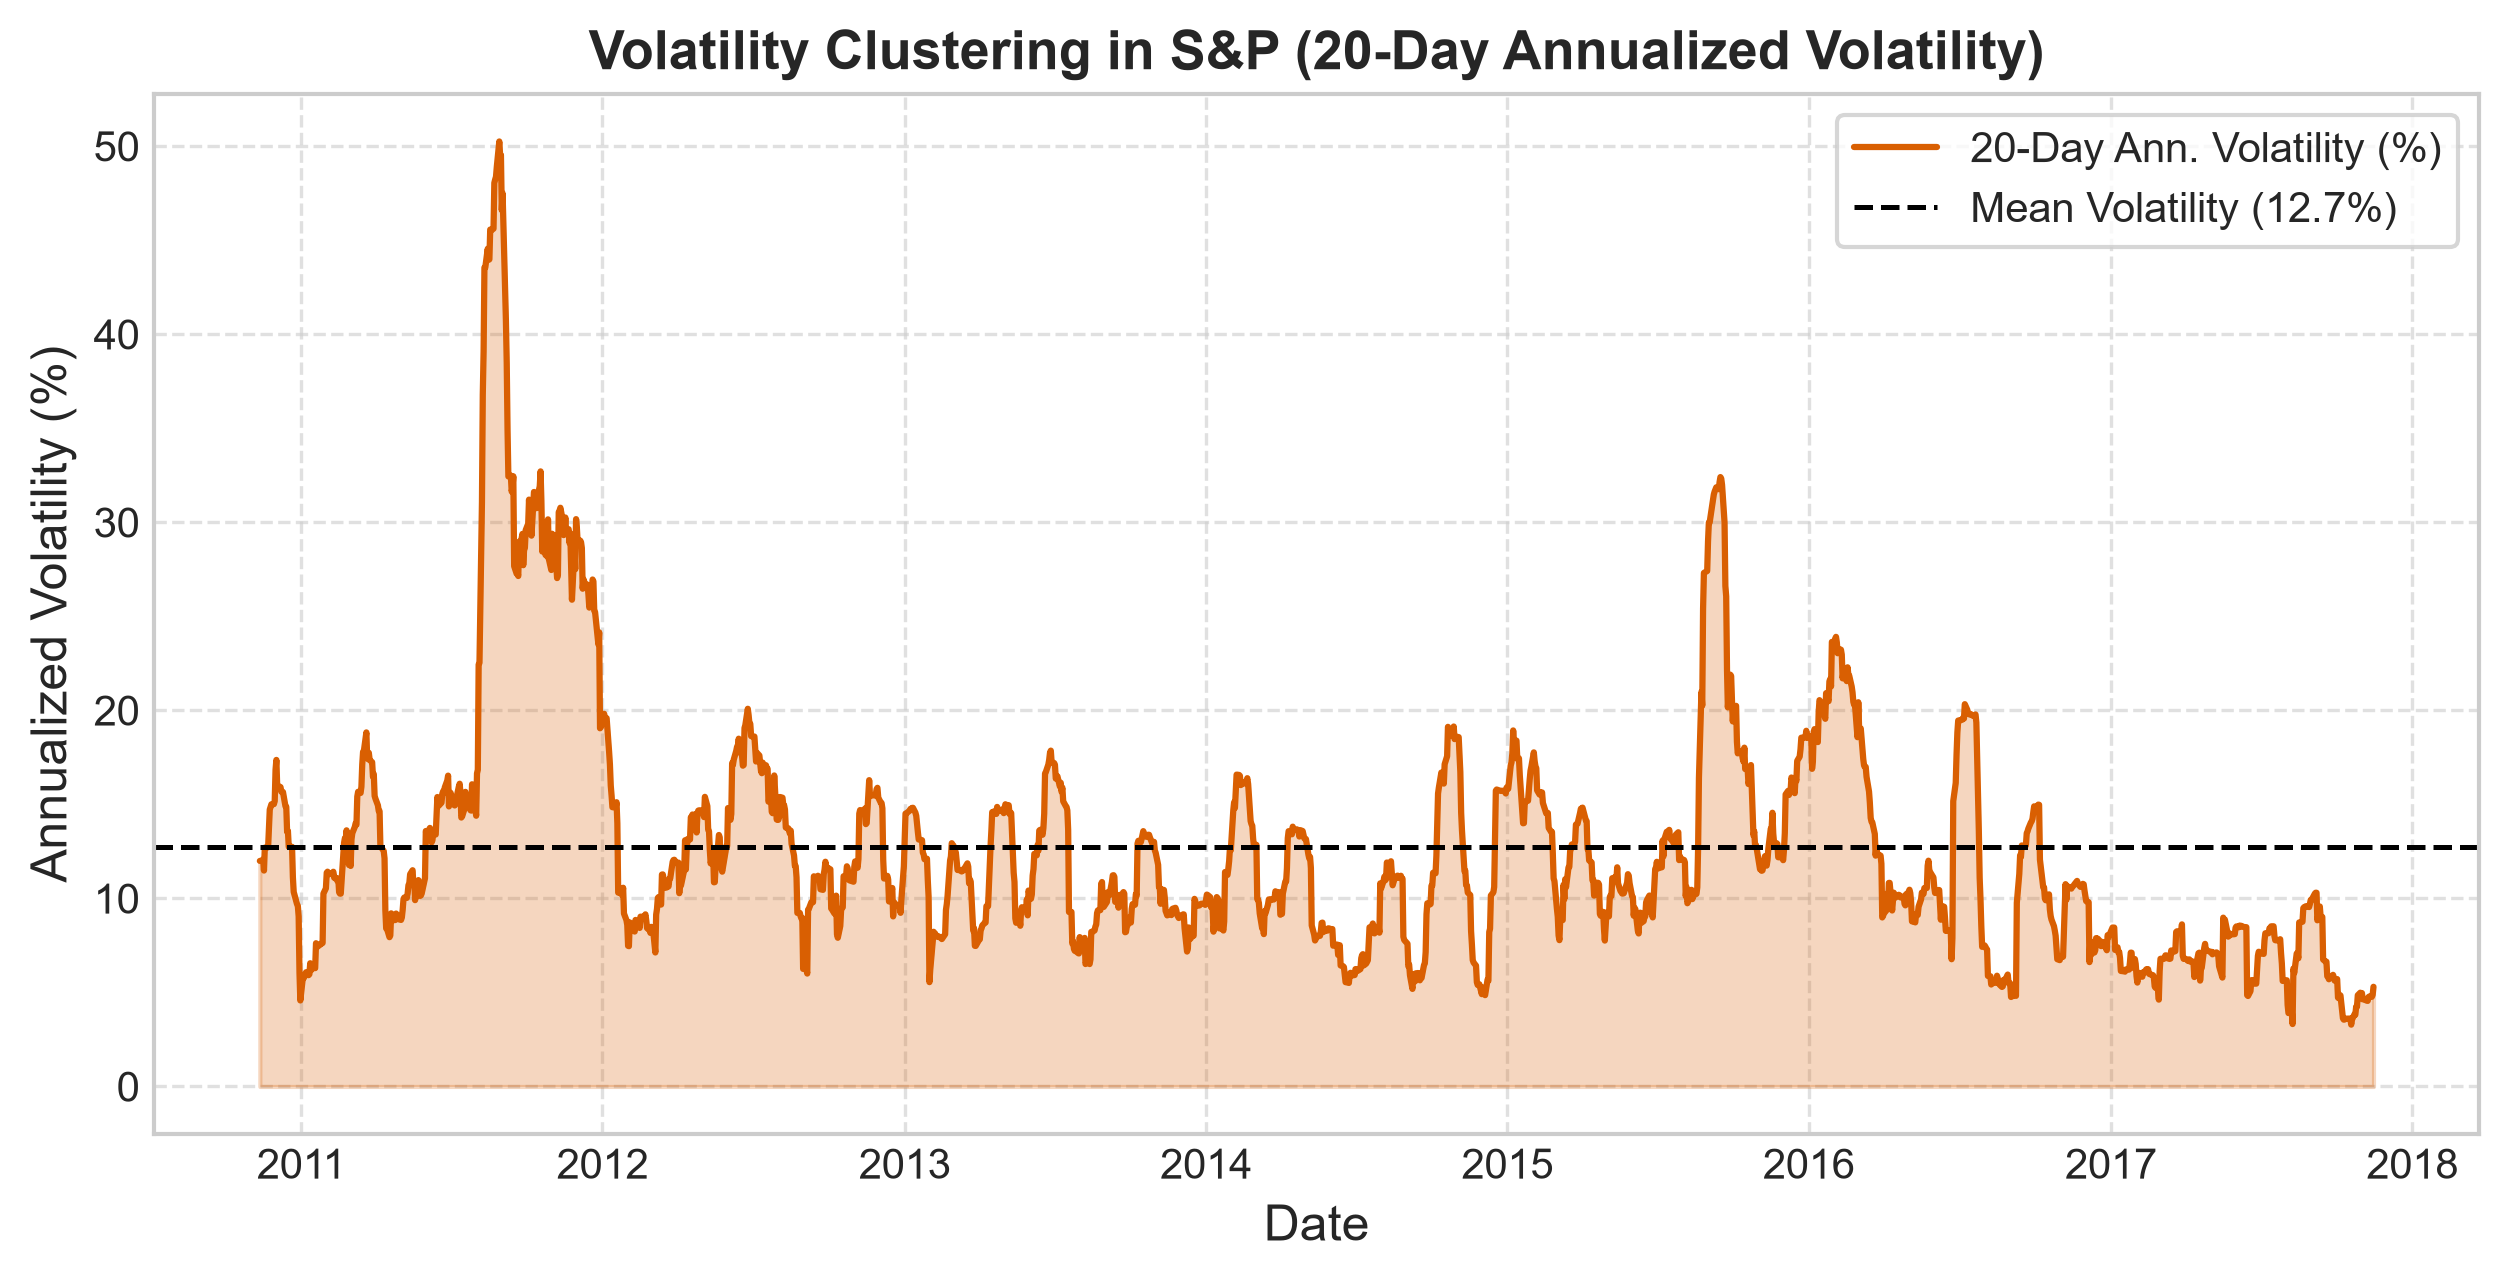 Volatility Clustering in S&P (20-Day Annualized Volatility)
20-Day Ann. Volatility (%)
Mean Volatility (12.7%)
Annualized Volatility (%)
50
40
30
20
10
0
2011 2012 2013 2014 2015 2016 2017 2018
Date